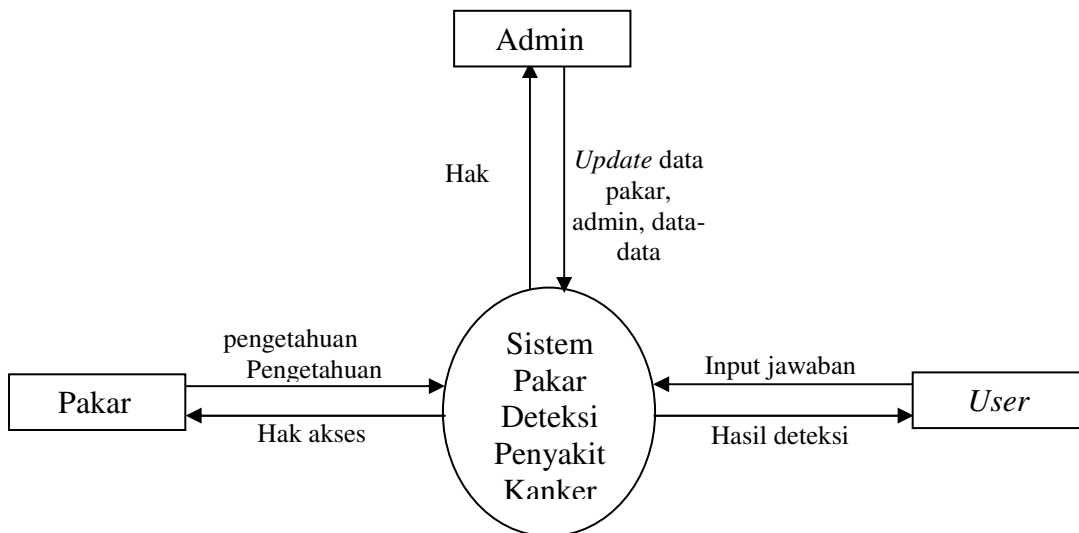 Admin
Hak
Update data
pakar,
admin, data-
data
pengetahuan
Pengetahuan
Pakar
Hak akses
Sistem
Pakar
Deteksi
Penyakit
Kanker
Input jawaban
User
Hasil deteksi